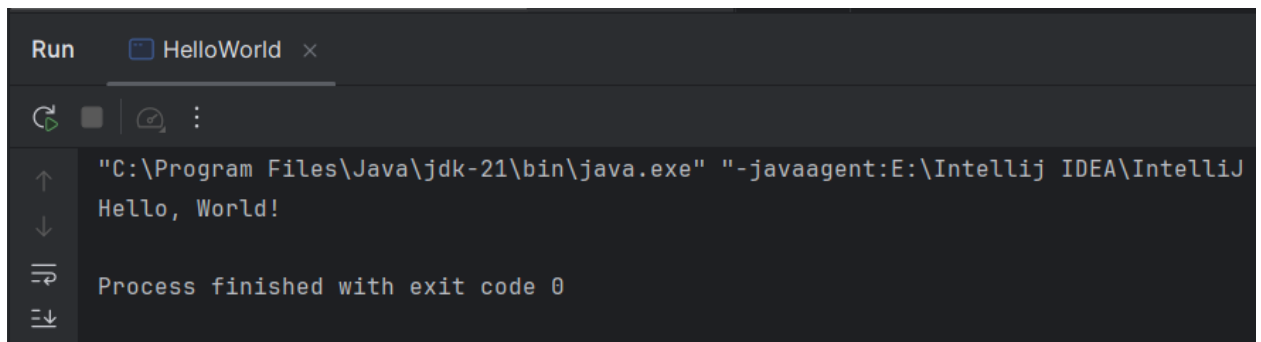 Run HelloWorld
"C:\Program Files\Java\jdk-21\bin\java.exe" "-javaagent:E:\Intellij IDEA\IntelliJ
Hello, World!
Process finished with exit code 0